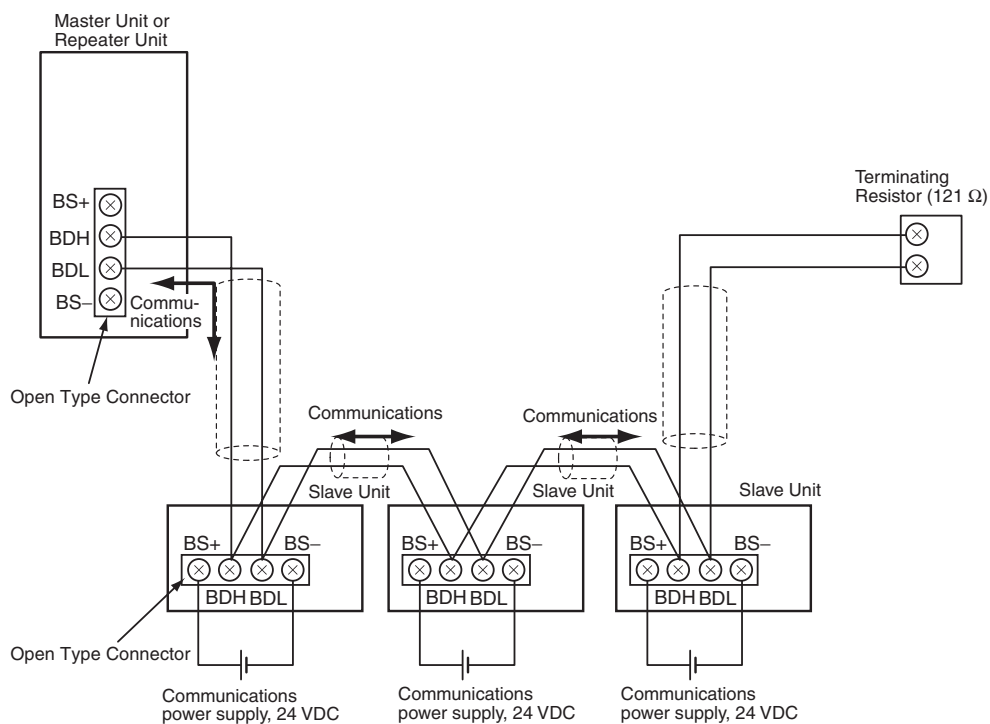 Master Unit or
Repeater Unit
BS+
BDH
BDL
BS–
Commu-
nications
Open Type Connector
Terminating
Resistor (121 Ω)
Communications
Communications
Slave Unit
Slave Unit
Slave Unit
BS+ BS–
BDH BDL
BS+ BS–
BDH BDL
BS+ BS–
BDH BDL
Open Type Connector
Communications
power supply, 24 VDC
Communications
power supply, 24 VDC
Communications
power supply, 24 VDC